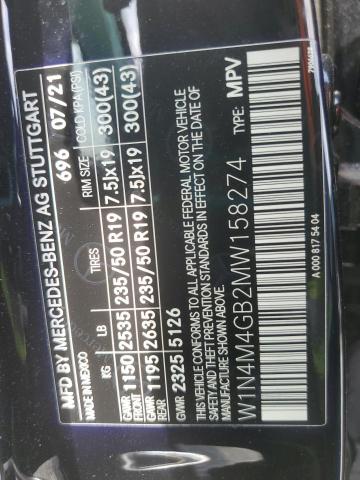 MFD BY MERCEDES-BENZ AG STUTTGART
MADE IN MEXICO 696 07/21
KG LB TIRES RIM SIZE COLD KPA(PSI)
GAWR FRONT 1150 2535 235/50 R19 7.5Jx19 300(43)
GAWR REAR 1195 2635 235/50 R19 7.5Jx19 300(43)
GVWR 2325 5126
THIS VEHICLE CONFORMS TO ALL APPLICABLE FEDERAL MOTOR VEHICLE
SAFETY AND THEFT PREVENTION STANDARDS IN EFFECT ON THE DATE OF
MANUFACTURE SHOWN ABOVE.
W1N4M4GB2MW158274 TYPE: MPV
A 000 817 54 04